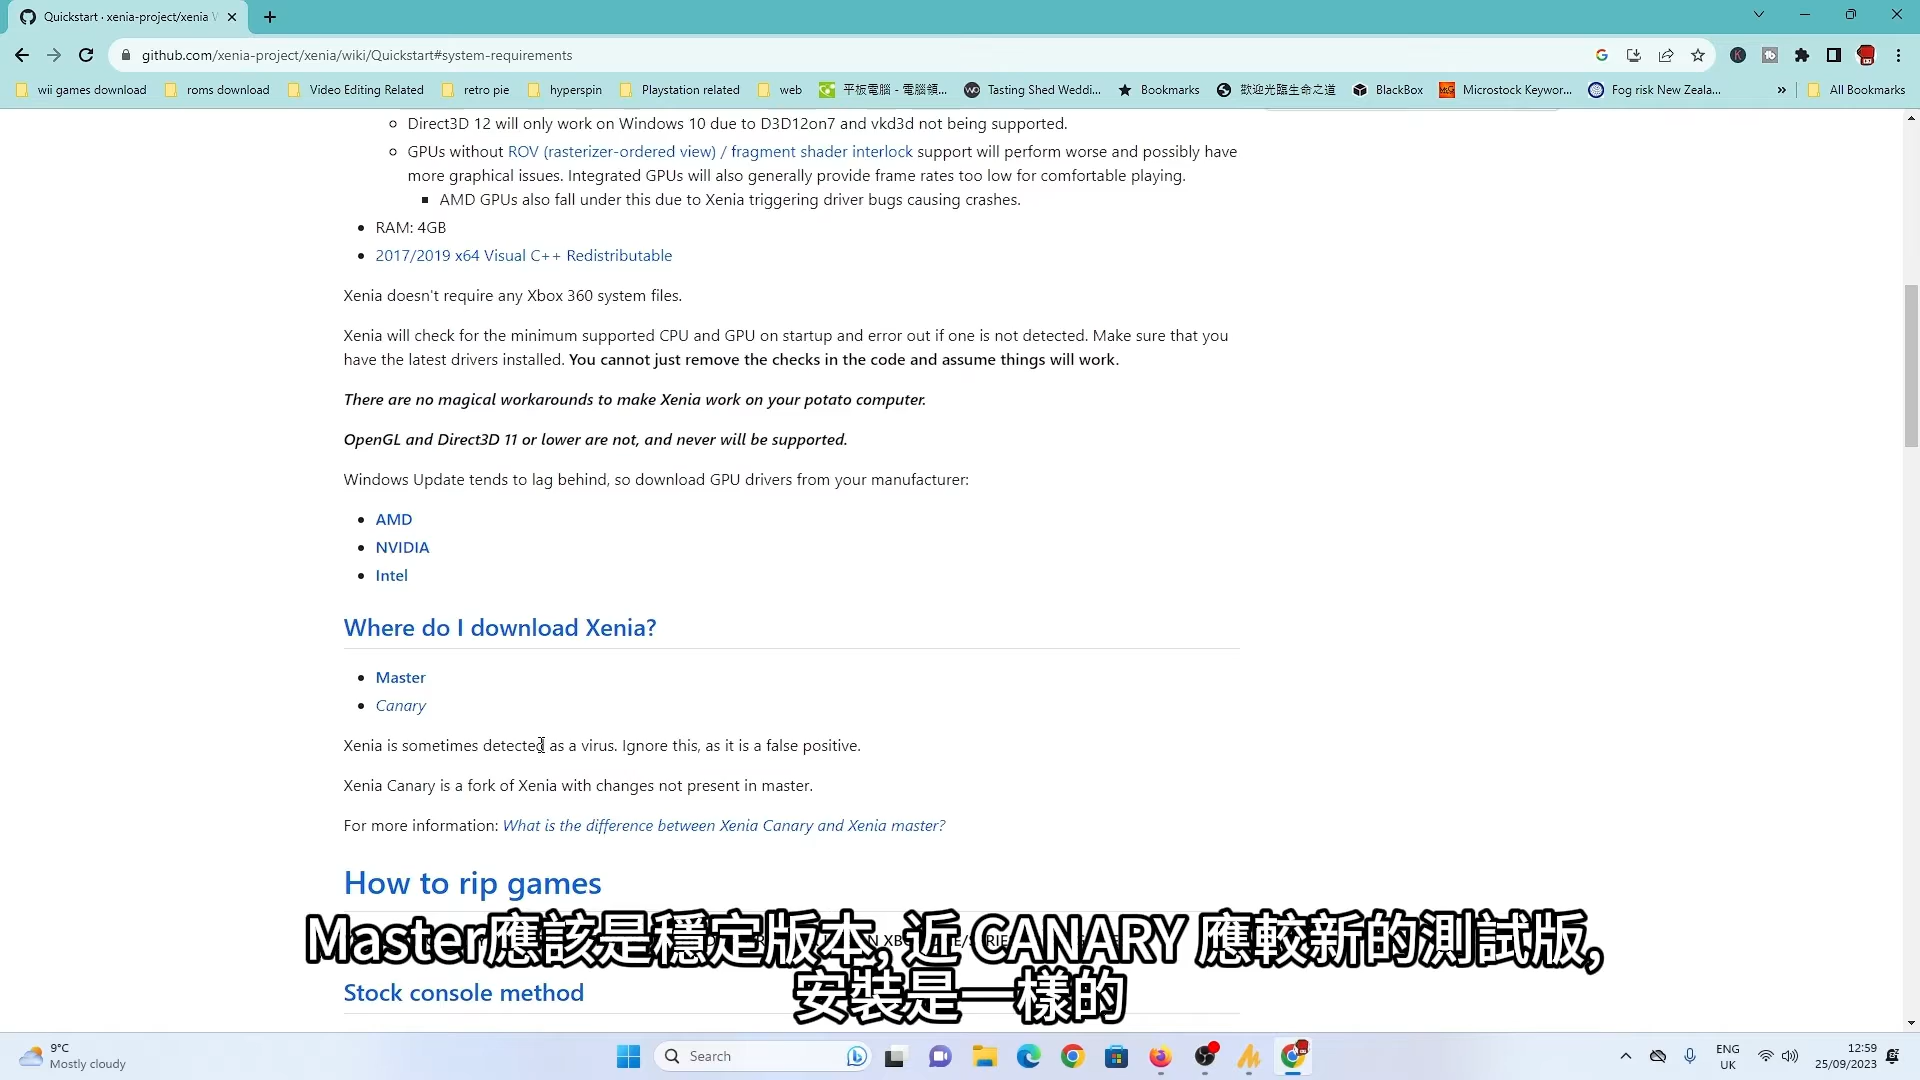 Quickstart · xenia-project/xenia W
github.com/xenia-project/xenia/wiki/Quickstart#system-requirements
wii games download
roms download
Video Editing Related
retro pie
hyperspin
Playstation related
web
平板電腦 - 電腦領...
Tasting Shed Weddi...
Bookmarks
歡迎光臨生命之道
BlackBox
Microstock Keywor...
Fog risk New Zeala...
»
All Bookmarks
Direct3D 12 will only work on Windows 10 due to D3D12on7 and vkd3d not being supported.
GPUs without ROV (rasterizer-ordered view) / fragment shader interlock support will perform worse and possibly have
more graphical issues. Integrated GPUs will also generally provide frame rates too low for comfortable playing.
AMD GPUs also fall under this due to Xenia triggering driver bugs causing crashes.
RAM: 4GB
2017/2019 x64 Visual C++ Redistributable
Xenia doesn't require any Xbox 360 system files.
Xenia will check for the minimum supported CPU and GPU on startup and error out if one is not detected. Make sure that you
have the latest drivers installed. You cannot just remove the checks in the code and assume things will work.
There are no magical workarounds to make Xenia work on your potato computer.
OpenGL and Direct3D 11 or lower are not, and never will be supported.
Windows Update tends to lag behind, so download GPU drivers from your manufacturer:
AMD
NVIDIA
Intel
Where do I download Xenia?
Master
Canary
Xenia is sometimes detected as a virus. Ignore this, as it is a false positive.
Xenia Canary is a fork of Xenia with changes not present in master.
For more information: What is the difference between Xenia Canary and Xenia master?
How to rip games
Master應該是穩定版本, 近 CANARY 應較新的測試版,
安裝是一樣的
Stock console method
9°C
Mostly cloudy
Search
ENG
UK
12:59
25/09/2023